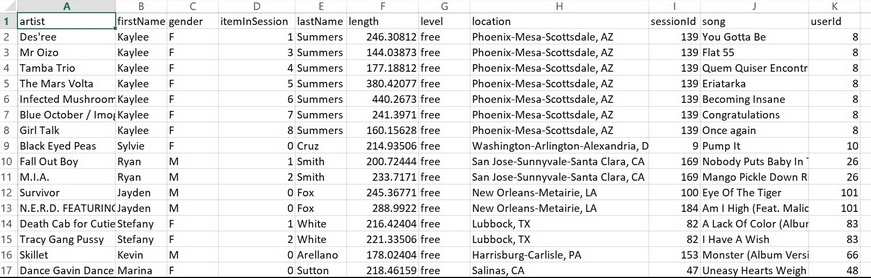 A B C D E F G H I J K
1 artist firstName gender itemInSession lastName length level location sessionId song userId
2 Des'ree Kaylee F 1 Summers 246.30812 free Phoenix-Mesa-Scottsdale, AZ 139 You Gotta Be 8
3 Mr Oizo Kaylee F 3 Summers 144.03873 free Phoenix-Mesa-Scottsdale, AZ 139 Flat 55 8
4 Tamba Trio Kaylee F 4 Summers 177.18812 free Phoenix-Mesa-Scottsdale, AZ 139 Quem Quiser Encontr 8
5 The Mars Volta Kaylee F 5 Summers 380.42077 free Phoenix-Mesa-Scottsdale, AZ 139 Eriatarka 8
6 Infected Mushroom Kaylee F 6 Summers 440.2673 free Phoenix-Mesa-Scottsdale, AZ 139 Becoming Insane 8
7 Blue October / Imog Kaylee F 7 Summers 241.3971 free Phoenix-Mesa-Scottsdale, AZ 139 Congratulations 8
8 Girl Talk Kaylee F 8 Summers 160.15628 free Phoenix-Mesa-Scottsdale, AZ 139 Once again 8
9 Black Eyed Peas Sylvie F 0 Cruz 214.93506 free Washington-Arlington-Alexandria, D 9 Pump It 10
10 Fall Out Boy Ryan M 1 Smith 200.72444 free San Jose-Sunnyvale-Santa Clara, CA 169 Nobody Puts Baby In 26
11 M.I.A. Ryan M 2 Smith 233.7171 free San Jose-Sunnyvale-Santa Clara, CA 169 Mango Pickle Down R 26
12 Survivor Jayden M 0 Fox 245.36771 free New Orleans-Metairie, LA 100 Eye Of The Tiger 101
13 N.E.R.D. FEATURING Jayden M 0 Fox 288.9922 free New Orleans-Metairie, LA 184 Am I High (Feat. Malic 101
14 Death Cab for Cutie Stefany F 1 White 216.42404 free Lubbock, TX 82 A Lack Of Color (Albur 83
15 Tracy Gang Pussy Stefany F 2 White 221.33506 free Lubbock, TX 82 I Have A Wish 83
16 Skillet Kevin M 0 Arellano 178.02404 free Harrisburg-Carlisle, PA 153 Monster (Album Versi 66
17 Dance Gavin Dance Marina F 0 Sutton 218.46159 free Salinas, CA 47 Uneasy Hearts Weigh 48